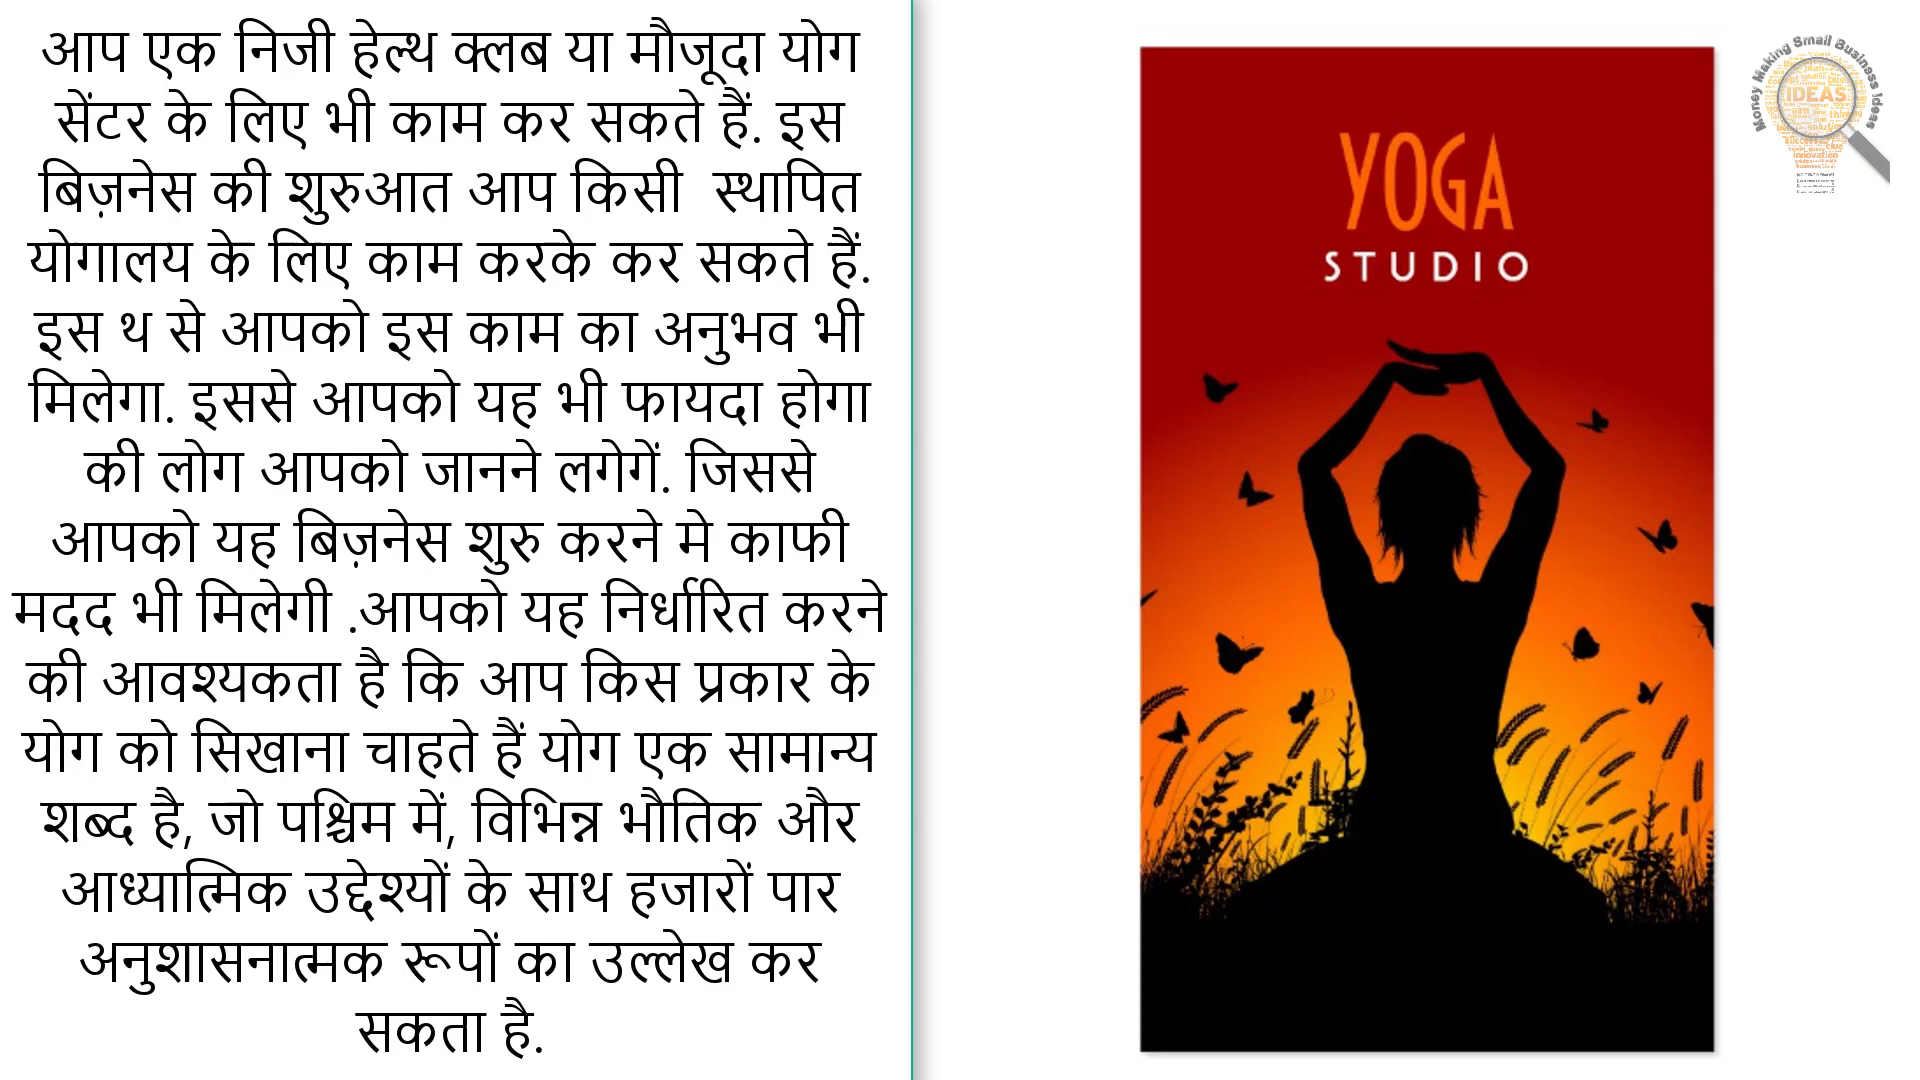 आप एक निजी हेल्थ क्लब या मौजूदा योग
सेंटर के लिए भी काम कर सकते हैं. इस
बिज़नेस की शुरुआत आप किसी  स्थापित
योगालय के लिए काम करके कर सकते हैं.
इस थ से आपको इस काम का अनुभव भी
मिलेगा. इससे आपको यह भी फायदा होगा
की लोग आपको जानने लगेगें. जिससे
आपको यह बिज़नेस शुरु करने मे काफी
मदद भी मिलेगी .आपको यह निर्धारित करने
की आवश्यकता है कि आप किस प्रकार के
योग को सिखाना चाहते हैं योग एक सामान्य
शब्द है, जो पश्चिम में, विभिन्न भौतिक और
आध्यात्मिक उद्देश्यों के साथ हजारों पार
अनुशासनात्मक रूपों का उल्लेख कर
सकता है.
YOGA
STUDIO
Money Making Small Business Ideas
IDEAS
innovation